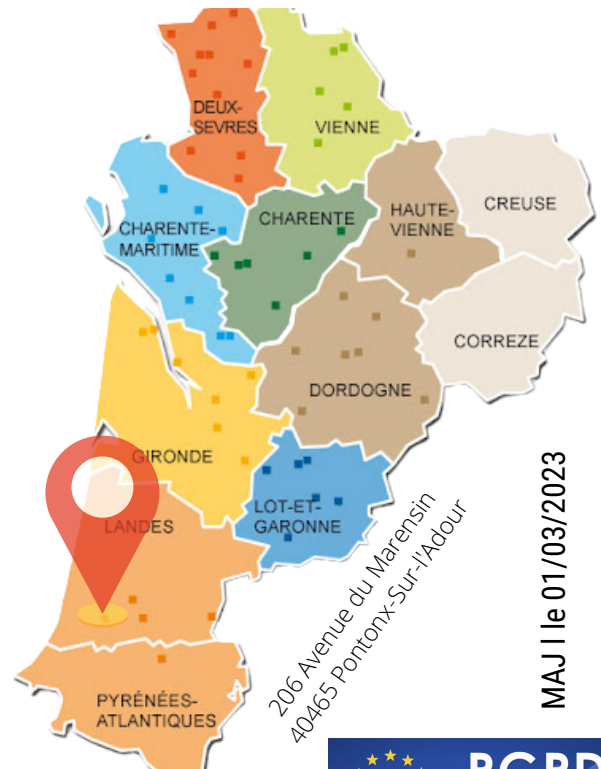 DEUX-
SEVRES
VIENNE
CHARENTE-
MARITIME
CHARENTE
HAUTE-
VIENNE
CREUSE
CORREZE
DORDOGNE
GIRONDE
LOT-ET-
GARONNE
LANDES
PYRÉNÉES-
ATLANTIQUES
206 Avenue du Marensin
40465 Pontonx-Sur-l'Adour
MAJ I le 01/03/2023
RGPD